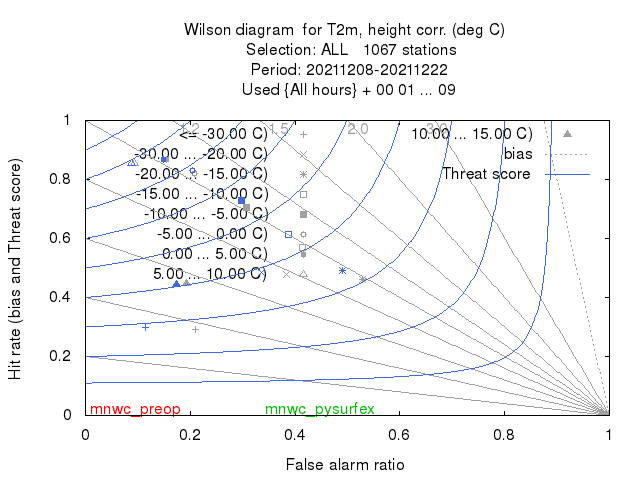 Wilson diagram  for T2m, height corr. (deg C)
Selection: ALL   1067 stations
Period: 20211208-20211222
Used {All hours} + 00 01 ... 09
1
0.8
0.6
0.4
0.2
0
Hit rate (bias and Threat score)
1.2
1.5
2.0
3.0
<= -30.00 C)
-30.00 ... -20.00 C)
-20.00 ... -15.00 C)
-15.00 ... -10.00 C)
-10.00 ... -5.00 C)
-5.00 ... 0.00 C)
0.00 ... 5.00 C)
5.00 ... 10.00 C)
10.00 ... 15.00 C)
bias
Threat score
mnwc_preop
mnwc_pysurfex
0
0.2
0.4
0.6
0.8
1
False alarm ratio